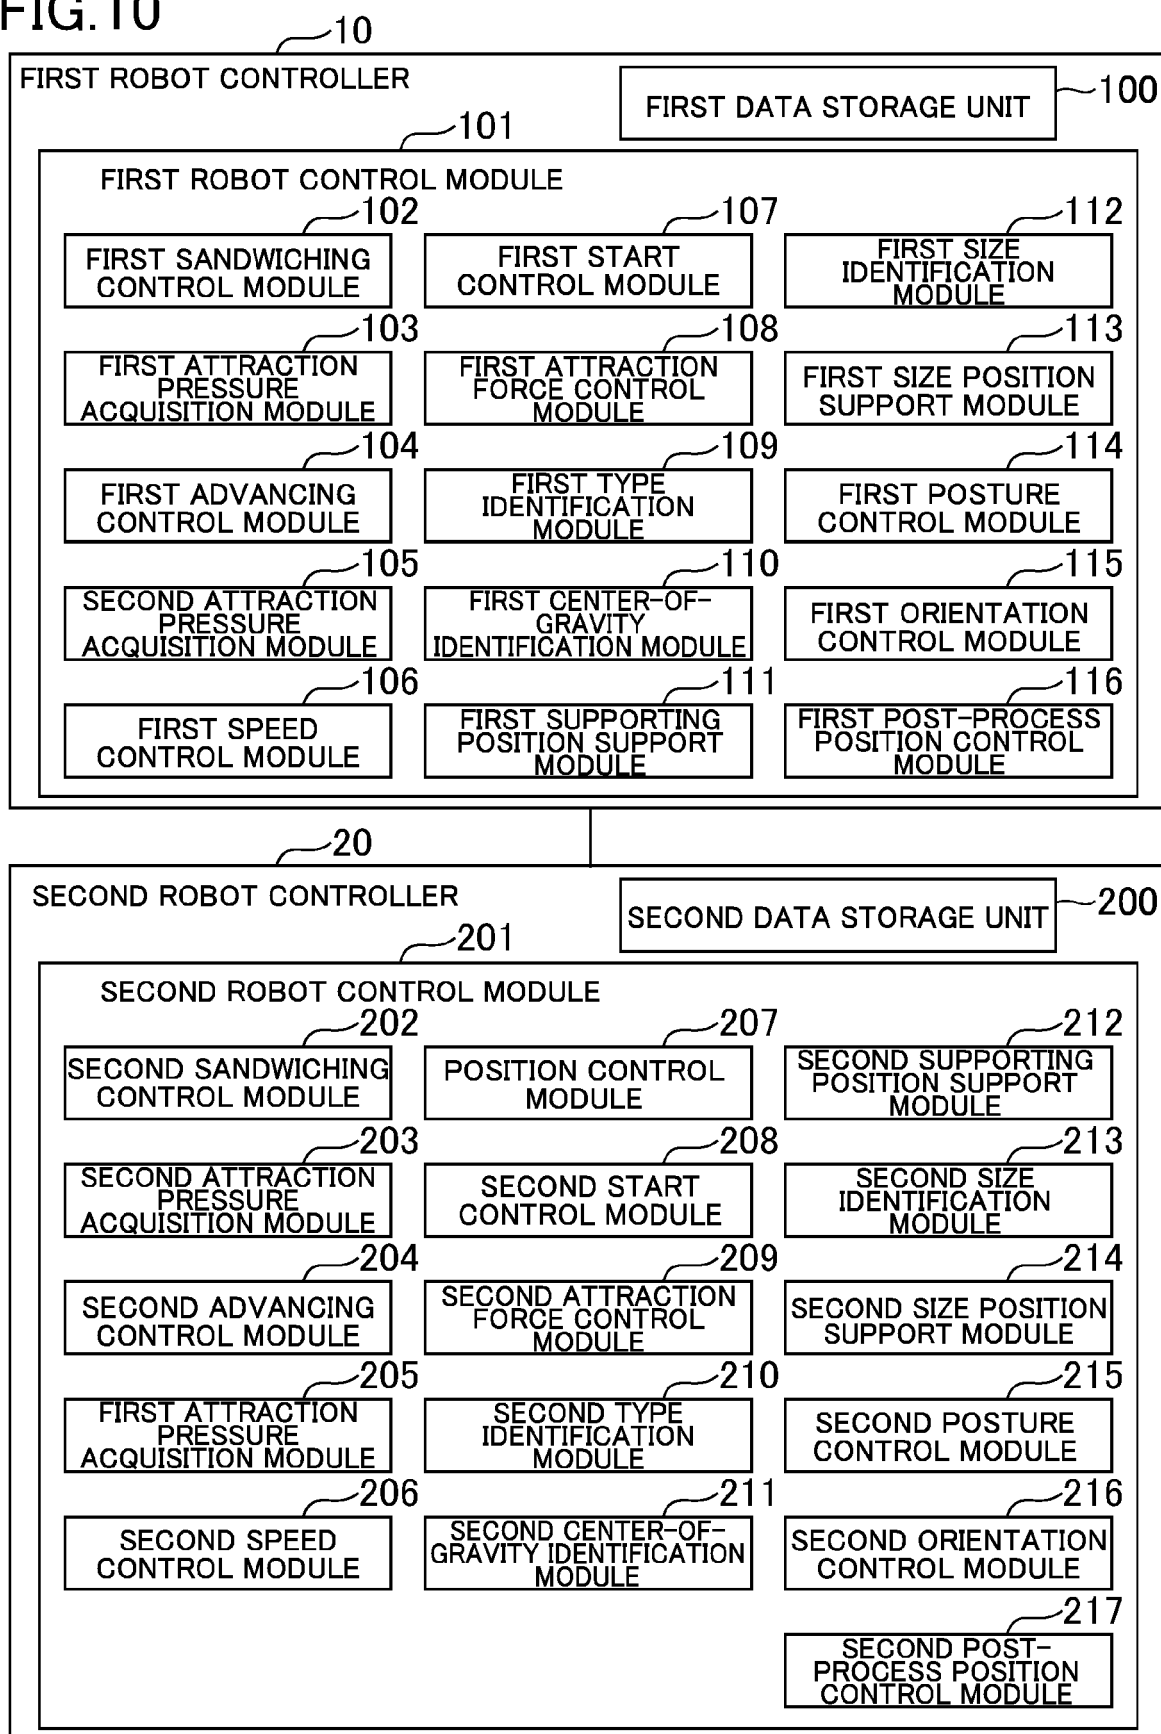 FIG.10
10
FIRST ROBOT CONTROLLER
FIRST DATA STORAGE UNIT
100
101
FIRST ROBOT CONTROL MODULE
102
FIRST SANDWICHING
CONTROL MODULE
107
FIRST START
CONTROL MODULE
112
FIRST SIZE
IDENTIFICATION
MODULE
103
FIRST ATTRACTION
PRESSURE
ACQUISITION MODULE
108
FIRST ATTRACTION
FORCE CONTROL
MODULE
113
FIRST SIZE POSITION
SUPPORT MODULE
104
FIRST ADVANCING
CONTROL MODULE
109
FIRST TYPE
IDENTIFICATION
MODULE
114
FIRST POSTURE
CONTROL MODULE
105
SECOND ATTRACTION
PRESSURE
ACQUISITION MODULE
110
FIRST CENTER-OF-
GRAVITY
IDENTIFICATION MODULE
115
FIRST ORIENTATION
CONTROL MODULE
106
FIRST SPEED
CONTROL MODULE
111
FIRST SUPPORTING
POSITION SUPPORT
MODULE
116
FIRST POST-PROCESS
POSITION CONTROL
MODULE
20
SECOND ROBOT CONTROLLER
SECOND DATA STORAGE UNIT
200
201
SECOND ROBOT CONTROL MODULE
202
SECOND SANDWICHING
CONTROL MODULE
207
POSITION CONTROL
MODULE
212
SECOND SUPPORTING
POSITION SUPPORT
MODULE
203
SECOND ATTRACTION
PRESSURE
ACQUISITION MODULE
208
SECOND START
CONTROL MODULE
213
SECOND SIZE
IDENTIFICATION
MODULE
204
SECOND ADVANCING
CONTROL MODULE
209
SECOND ATTRACTION
FORCE CONTROL
MODULE
214
SECOND SIZE POSITION
SUPPORT MODULE
205
FIRST ATTRACTION
PRESSURE
ACQUISITION MODULE
210
SECOND TYPE
IDENTIFICATION
MODULE
215
SECOND POSTURE
CONTROL MODULE
206
SECOND SPEED
CONTROL MODULE
211
SECOND CENTER-OF-
GRAVITY IDENTIFICATION
MODULE
216
SECOND ORIENTATION
CONTROL MODULE
217
SECOND POST-
PROCESS POSITION
CONTROL MODULE